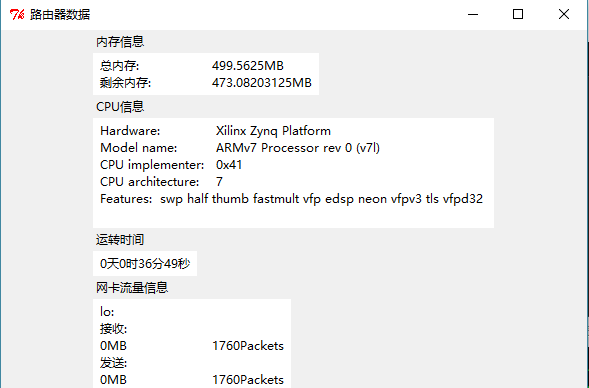 路由器数据
内存信息
总内存: 499.5625MB
剩余内存: 473.08203125MB
CPU信息
Hardware: Xilinx Zynq Platform
Model name: ARMv7 Processor rev 0 (v7l)
CPU implementer: 0x41
CPU architecture: 7
Features: swp half thumb fastmult vfp edsp neon vfpv3 tls vfpd32
运转时间
0天0时36分49秒
网卡流量信息
lo:
接收:
0MB 1760Packets
发送:
0MB 1760Packets